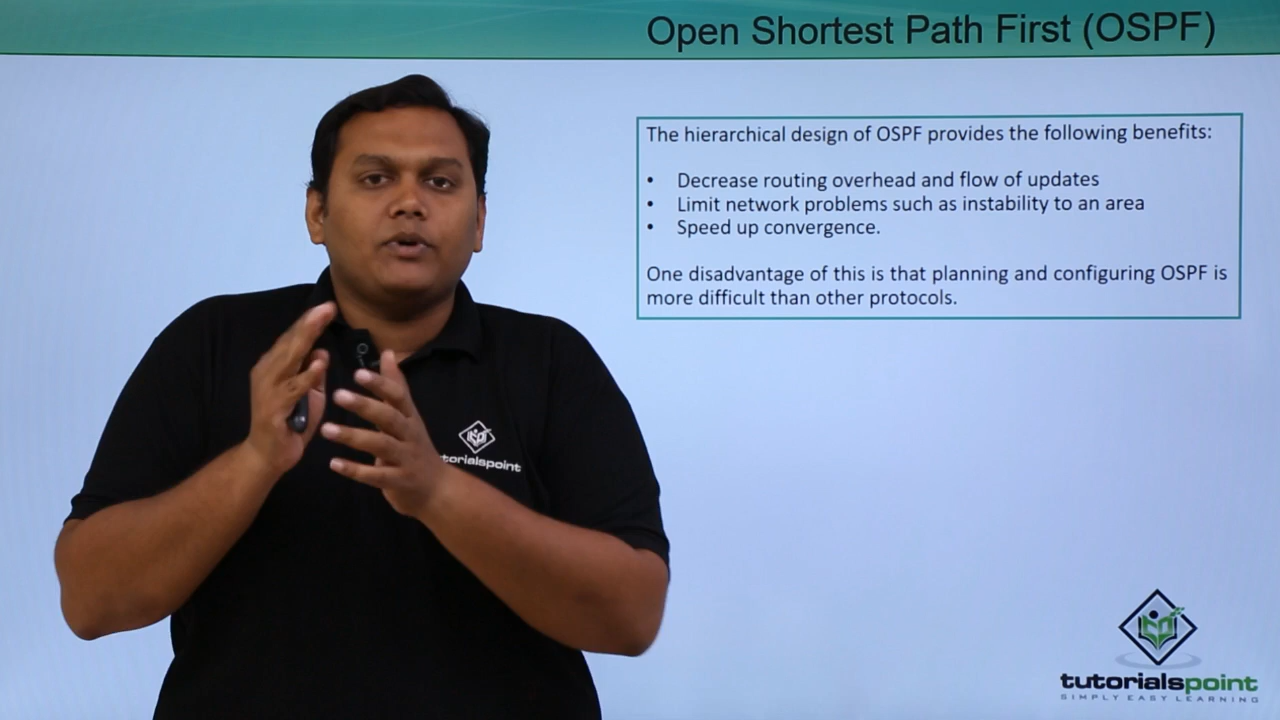 Open Shortest Path First (OSPF)
The hierarchical design of OSPF provides the following benefits:
• Decrease routing overhead and flow of updates
• Limit network problems such as instability to an area
• Speed up convergence.
One disadvantage of this is that planning and configuring OSPF is
more difficult than other protocols.
torialspoint
tutorialspoint
SIMPLY EASY LEARNING